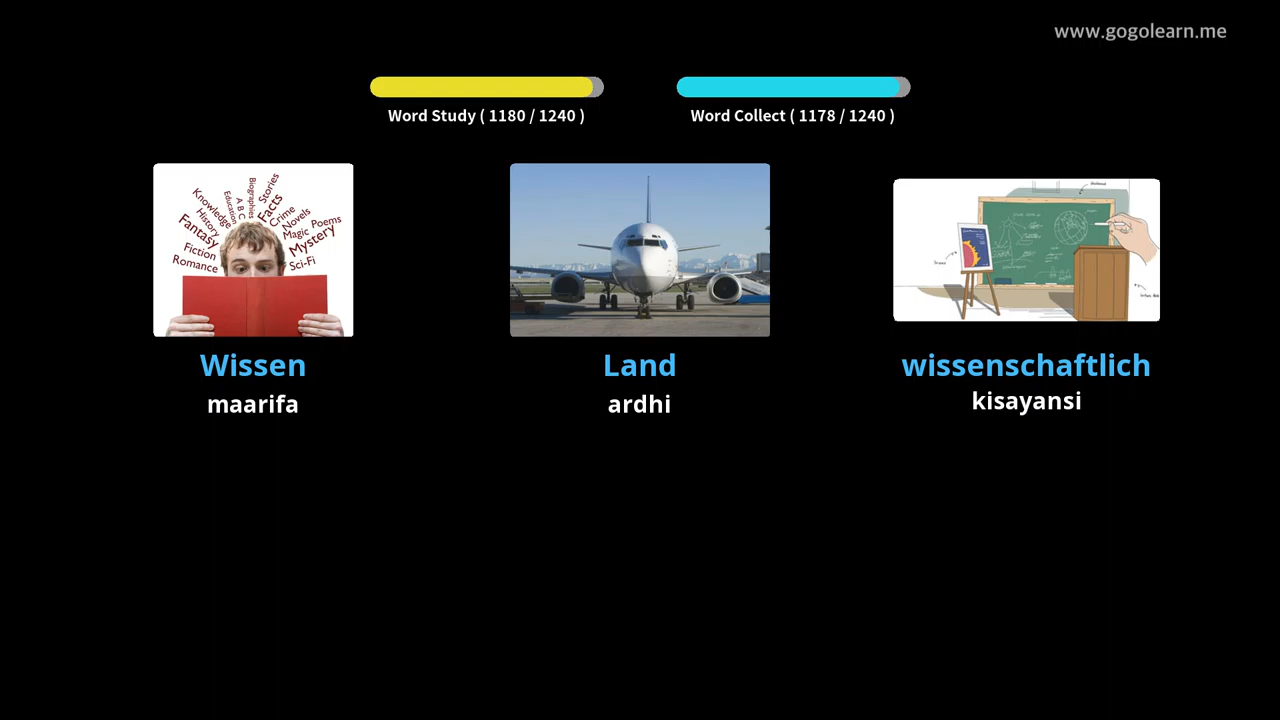 www.gogolearn.me
Word Study ( 1180 / 1240 )
Word Collect ( 1178 / 1240 )
Knowledge
History
Fantasy
Fiction
Romance
Education
A B C
Biographies
Stories
Facts
Crime
Novels
Magic
Poems
Mystery
Sci-Fi
Wissen
Land
wissenschaftlich
maarifa
ardhi
kisayansi